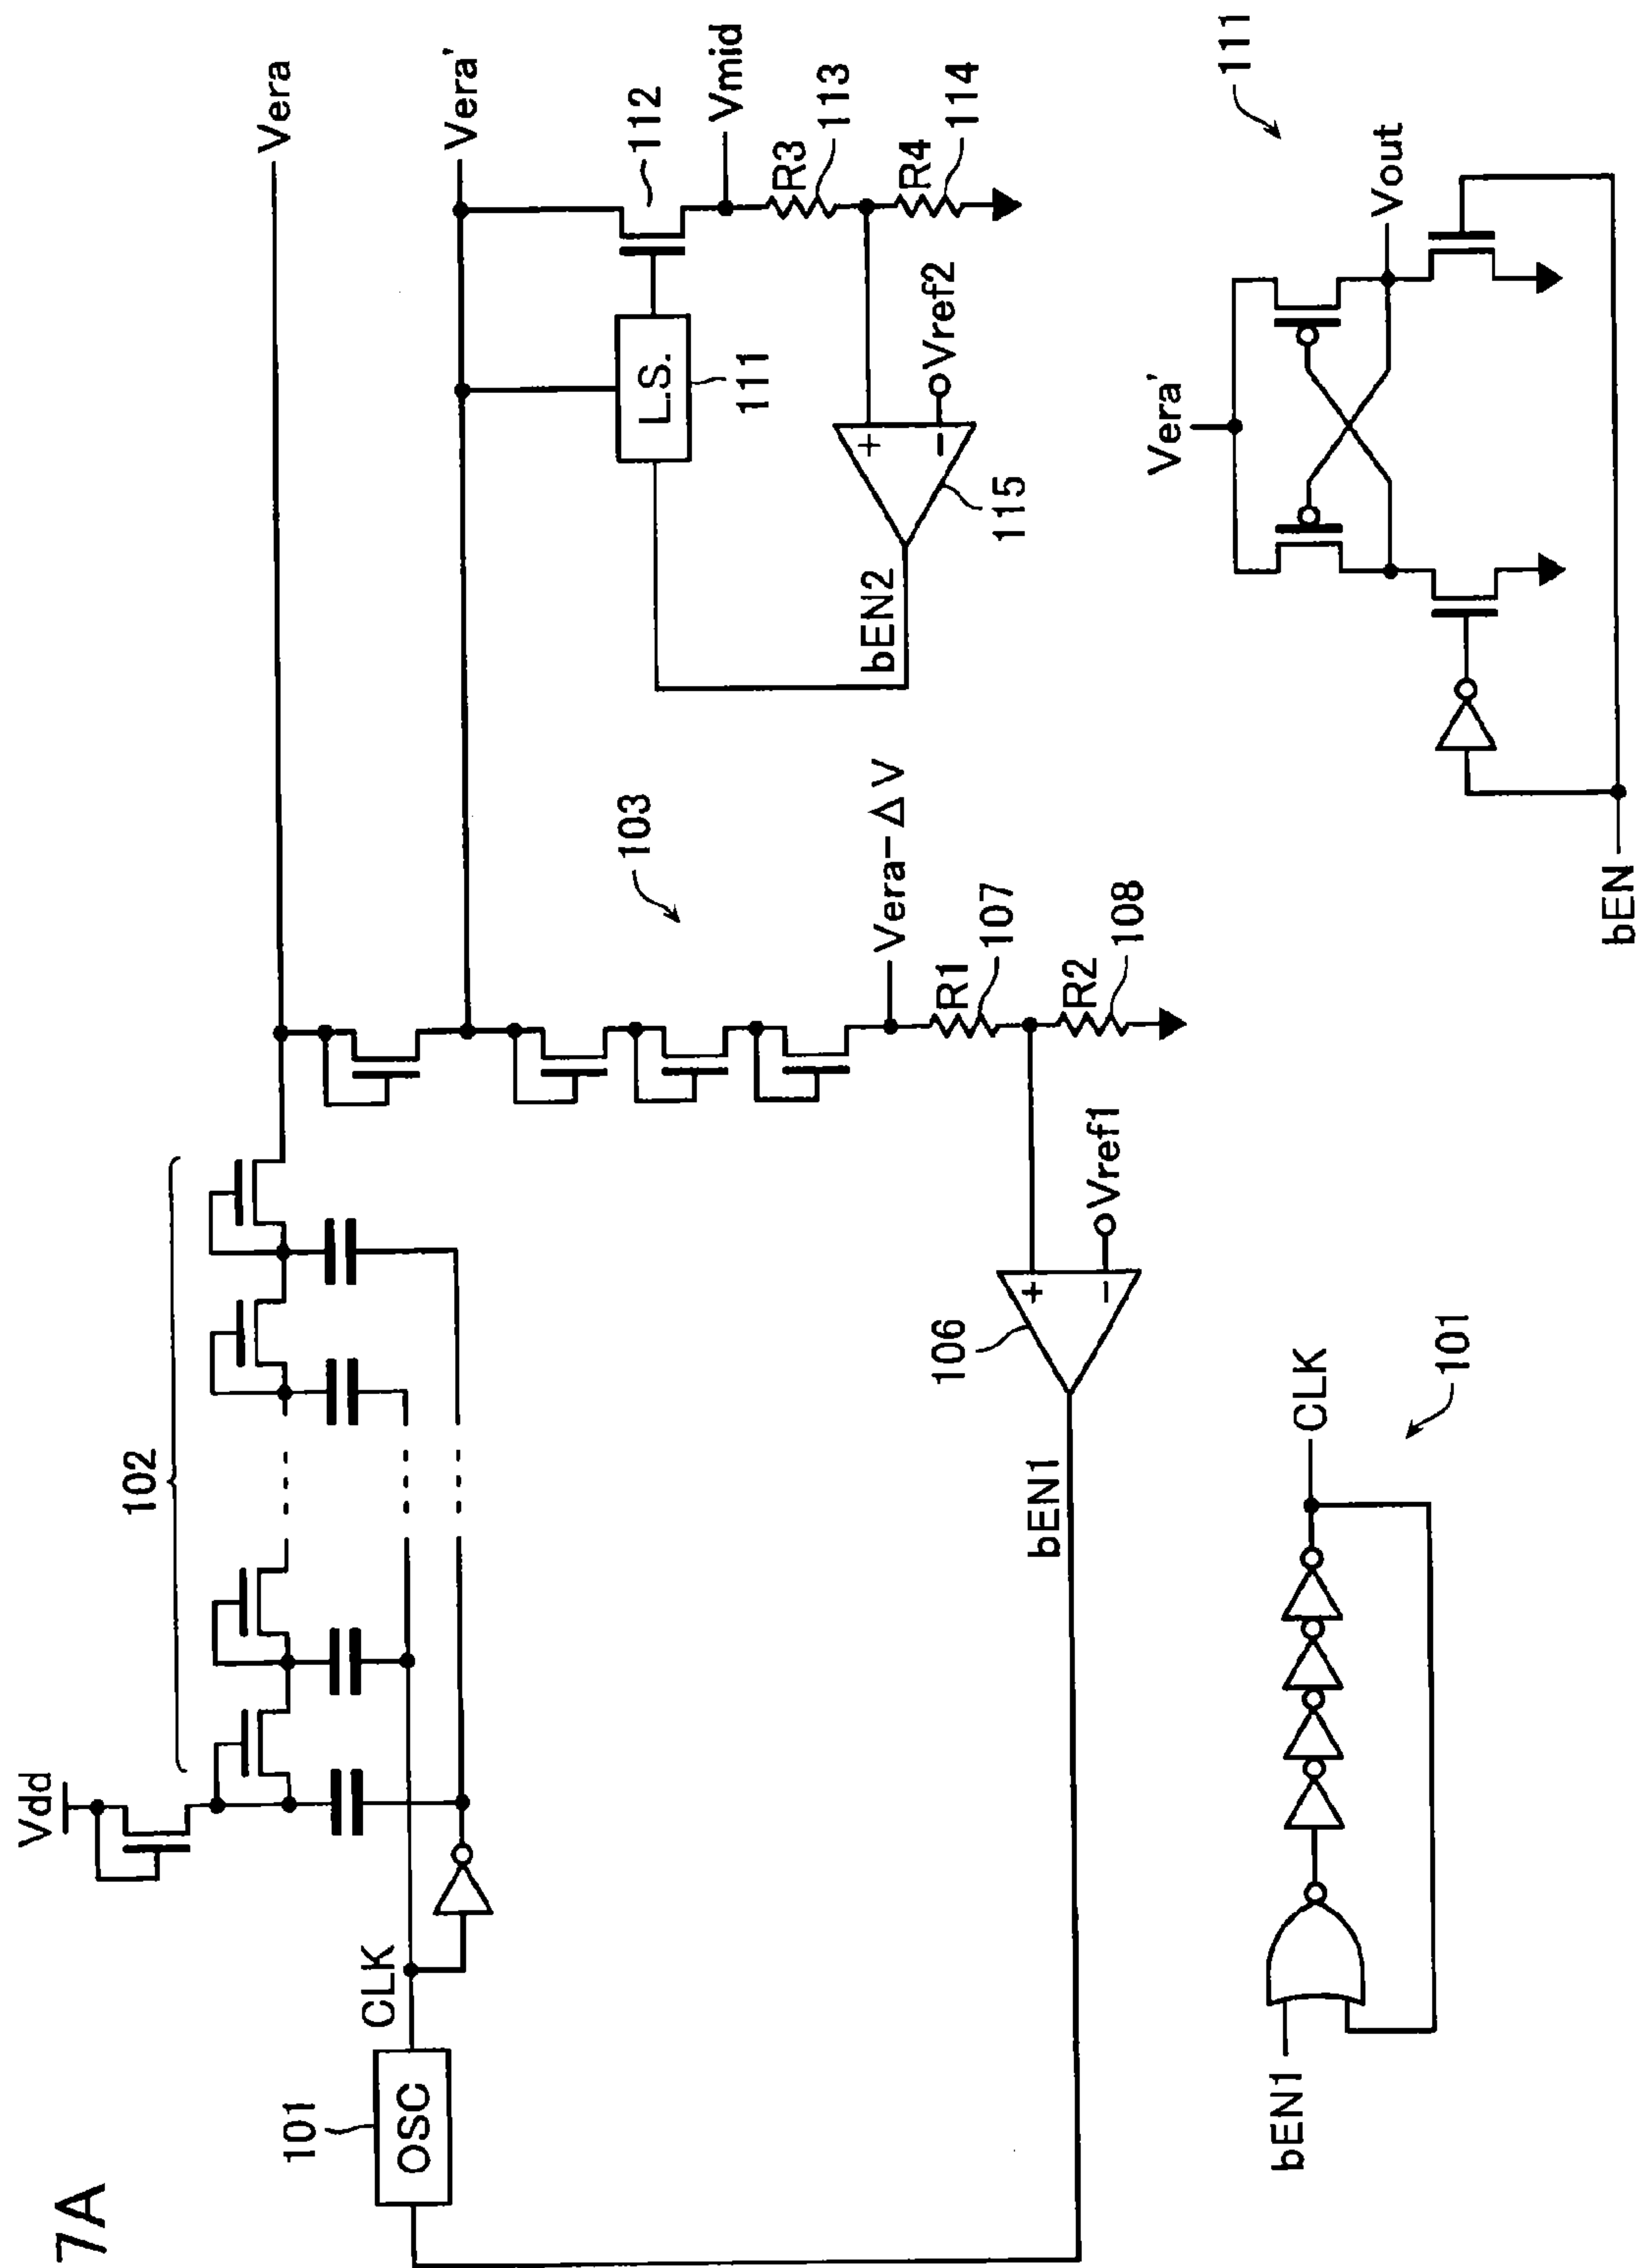 7A
Vdd
102
Vera
101
OSC
CLK
Vera'
103
L.S.
111
112
Vmid
R3
113
R4
114
Vref2
+
-
115
bEN2
Vera-ΔV
R1
107
R2
108
Vref1
+
-
106
bEN1
101
bEN1
CLK
111
Vera'
Vout
bEN